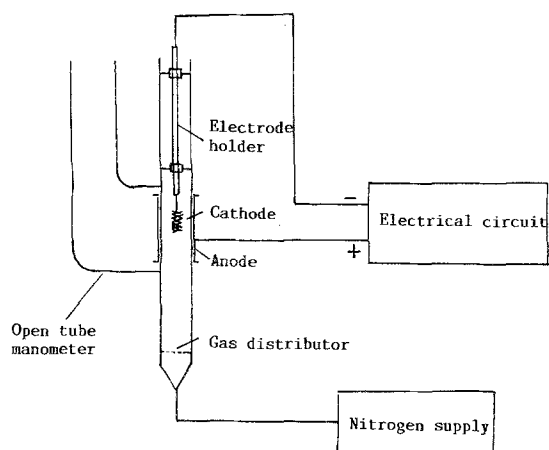 Electrode
holder
Cathode
−
Electrical circuit
+
Anode
Open tube
manometer
Gas distributor
Nitrogen supply